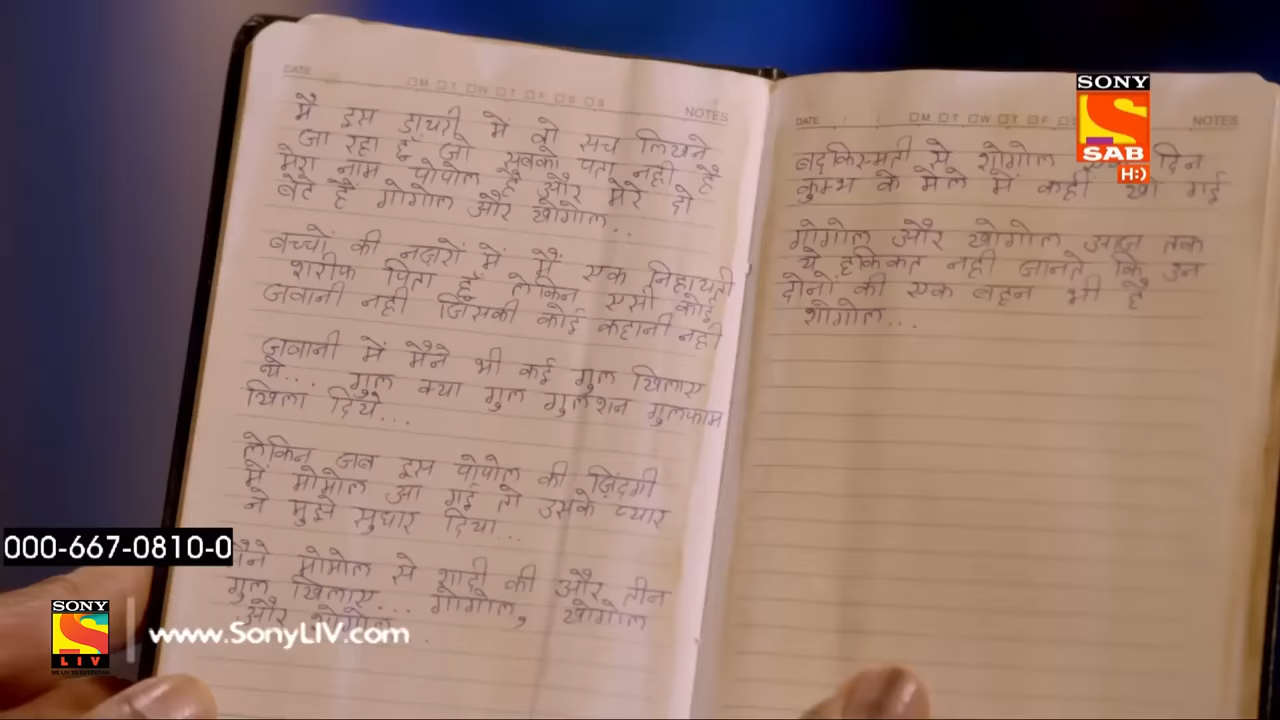 DATE
M T W T F S S
NOTES
मै इस डायरी में वो सच लिखने
जा रहा हूँ जो सबको पता नही है
मेरा नाम पोपोल है और मेरे दो
बेटे हैं गोगोल और खोगोल..
बच्चों की नज़रों में मैं एक निहायती
शरीफ पिता हूँ लेकिन एसी कोई
जवानी नही जिसकी कोई कहानी नही
जवानी में मैने भी कई गुल खिलाए
थे... गुल क्या गुल गुलशन गुलफाम
खिला दिये...
लेकिन जब इस पोपोल की ज़िंदगी
में मोमोल आ गई तो उसके प्यार
ने मुझे सुधार दिया...
मैने मोमोल से शादी की और तीन
गुल खिलाए... गोगोल, खोगोल
और शोगोल
DATE
M T W T F
NOTES
बदकिस्मती से शोगोल दिन
कुम्भ के मेले में कही खो गई
गोगोल और खोगोल आज तक
ये हकिकत नही जानते कि उन
दोनों की एक बहन भी है
शोगोल...
SONY
S
SAB
H:)
000-667-0810-0
SONY
S
LIV
www.SonyLIV.com